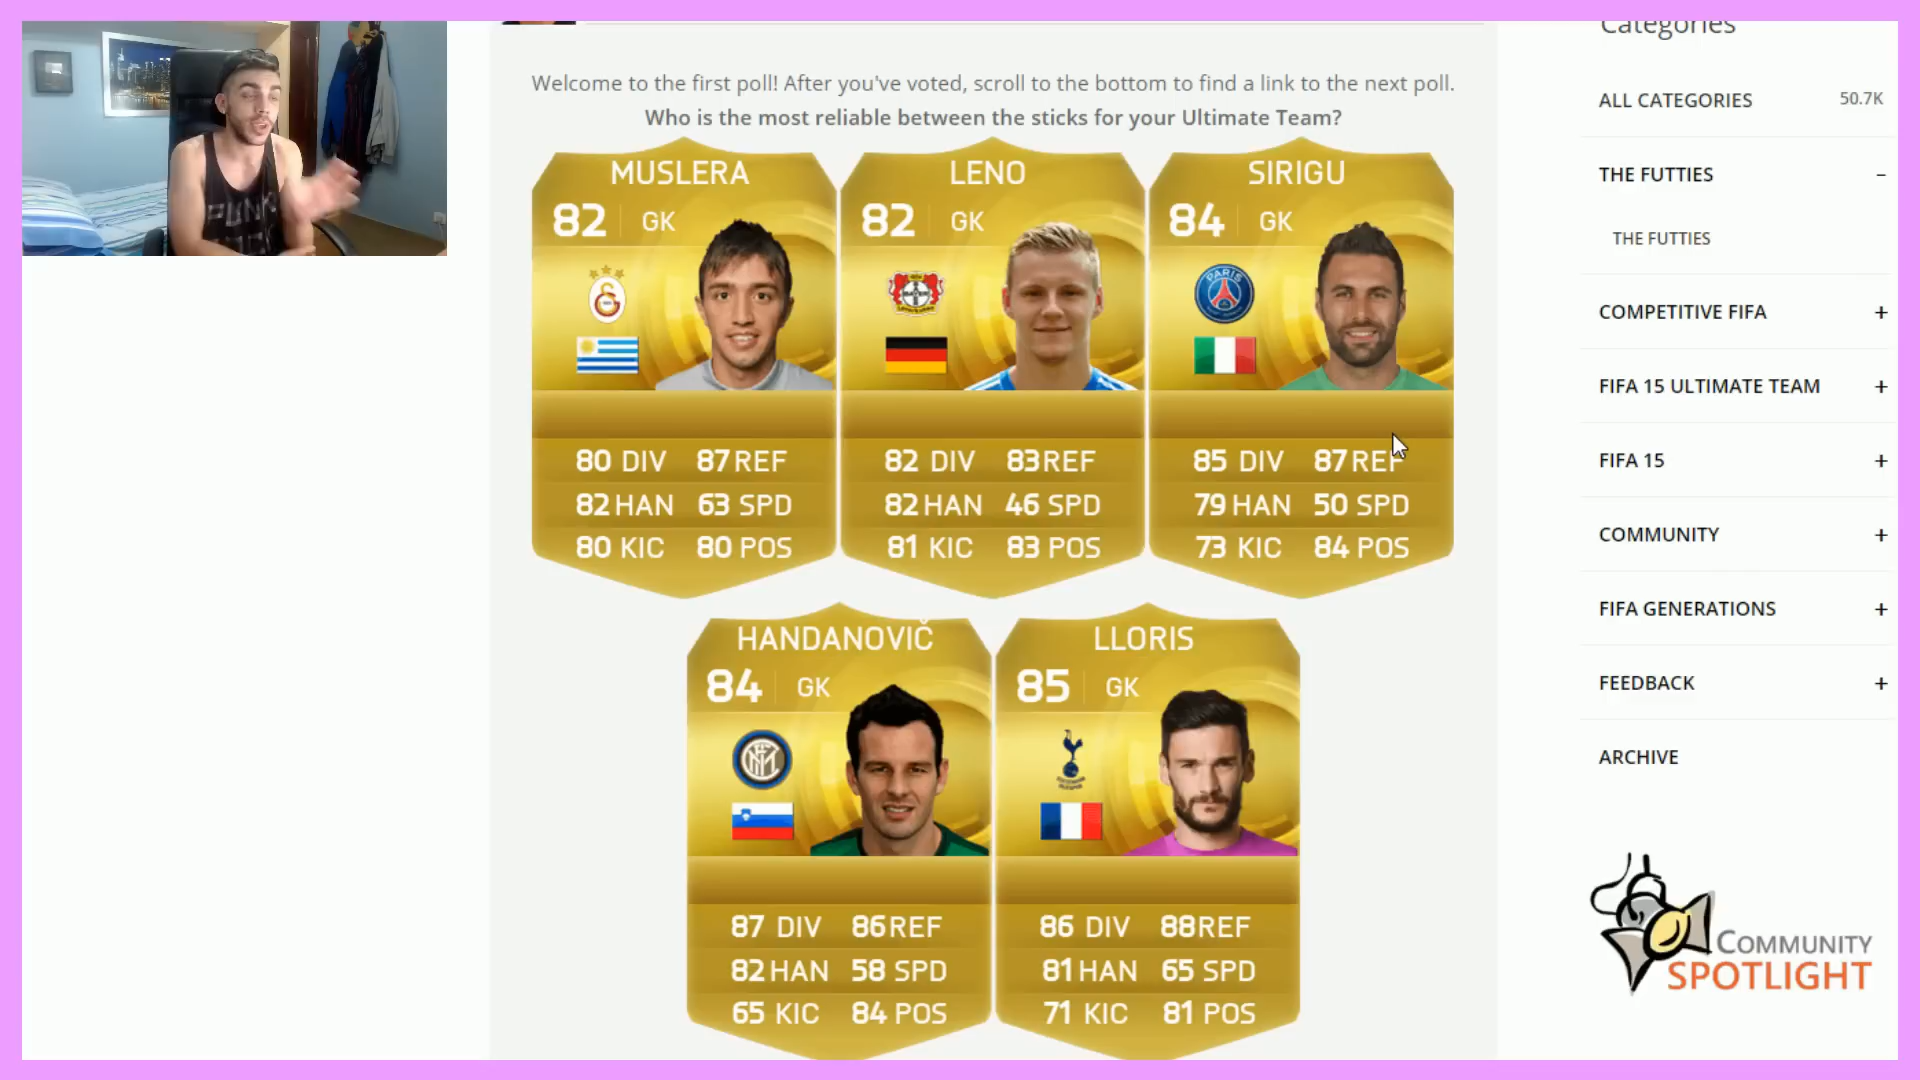 Categories
Welcome to the first poll! After you've voted, scroll to the bottom to find a link to the next poll.
Who is the most reliable between the sticks for your Ultimate Team?
MUSLERA
82 GK
80 DIV 87 REF
82 HAN 63 SPD
80 KIC 80 POS
LENO
82 GK
82 DIV 83 REF
82 HAN 46 SPD
81 KIC 83 POS
SIRIGU
84 GK
PARIS
85 DIV 87 REF
79 HAN 50 SPD
73 KIC 84 POS
HANDANOVIČ
84 GK
87 DIV 86 REF
82 HAN 58 SPD
65 KIC 84 POS
LLORIS
85 GK
86 DIV 88 REF
81 HAN 65 SPD
71 KIC 81 POS
ALL CATEGORIES 50.7K
THE FUTTIES −
THE FUTTIES
COMPETITIVE FIFA +
FIFA 15 ULTIMATE TEAM +
FIFA 15 +
COMMUNITY +
FIFA GENERATIONS +
FEEDBACK +
ARCHIVE
COMMUNITY
SPOTLIGHT